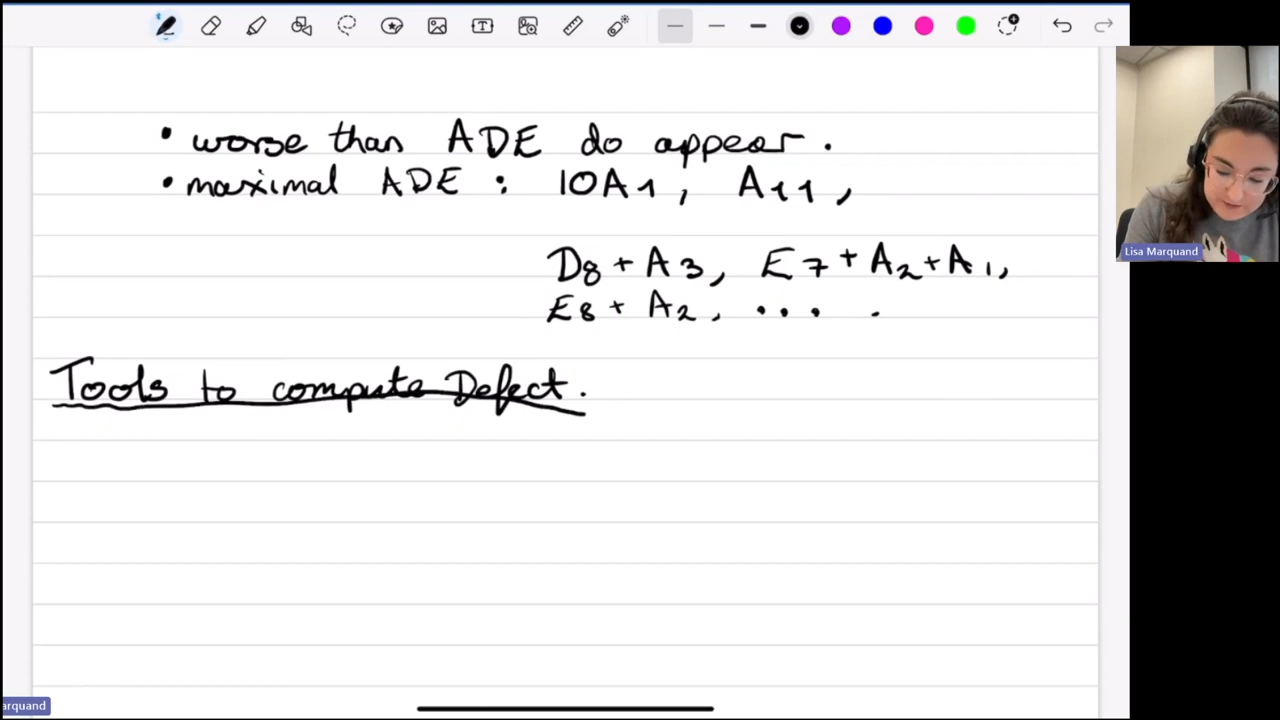 • worse than ADE do appear.
• maximal ADE : 10A1, A11,
D8 + A3, E7 + A2 + A1,
E8 + A2, ... .
Tools to compute Defect.
Lisa Marquand
arquand